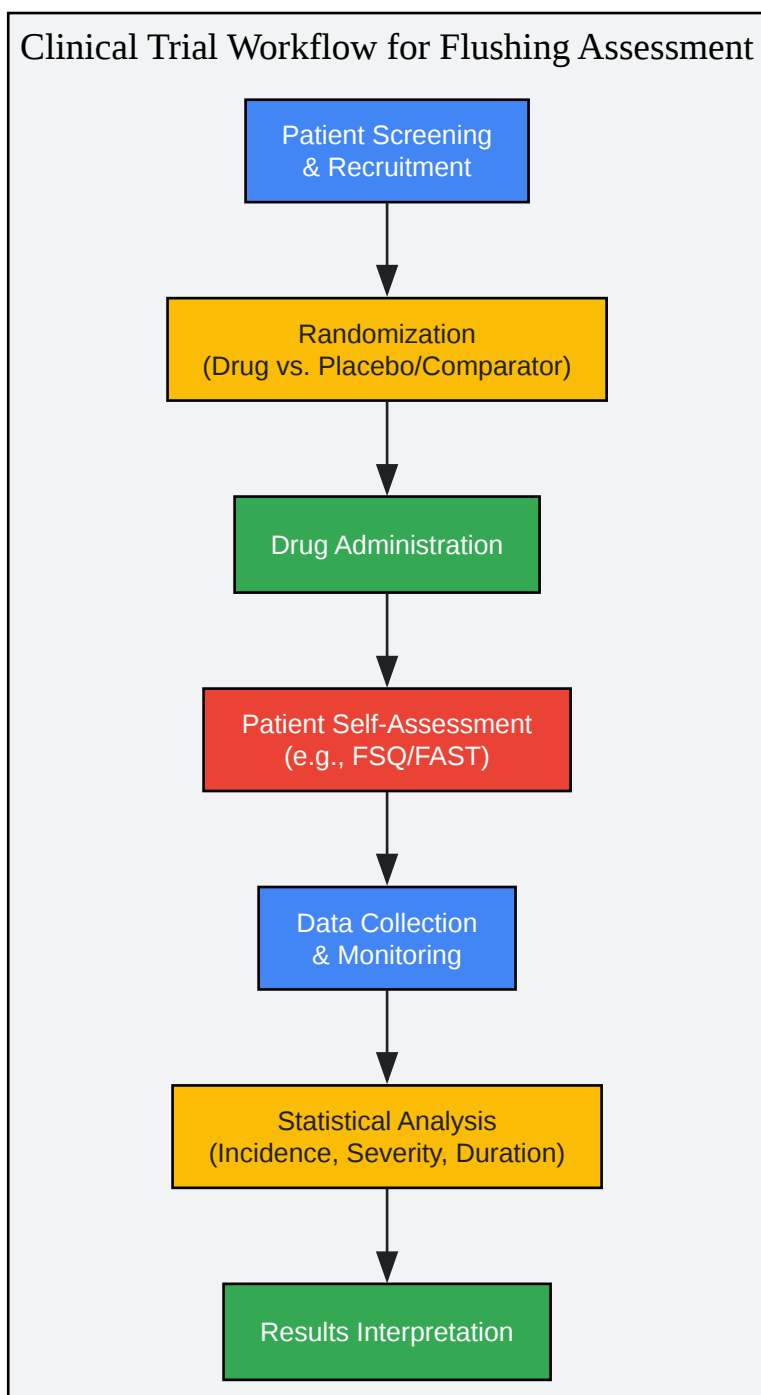 Clinical Trial Workflow for Flushing Assessment
Patient Screening
& Recruitment
Randomization
(Drug vs. Placebo/Comparator)
Drug Administration
Patient Self-Assessment
(e.g., FSQ/FAST)
Data Collection
& Monitoring
Statistical Analysis
(Incidence, Severity, Duration)
Results Interpretation